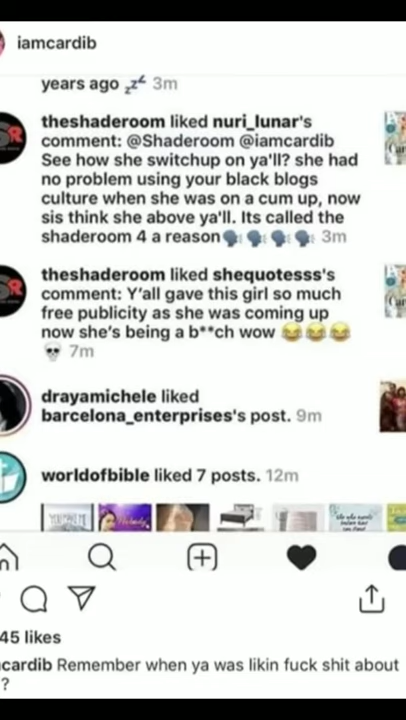 iamcardib
years ago 💤 3m
theshaderoom liked nuri_lunar's
comment: @Shaderoom @iamcardib
See how she switchup on ya'll? she had
no problem using your black blogs
culture when she was on a cum up, now
sis think she above ya'll. Its called the
shaderoom 4 a reason🗣🗣🗣🗣 3m
theshaderoom liked shequotesss's
comment: Y'all gave this girl so much
free publicity as she was coming up
now she's being a b**ch wow 😂😂😂
💀 7m
drayamichele liked
barcelona_enterprises's post. 9m
worldofbible liked 7 posts. 12m
45 likes
cardib Remember when ya was likin fuck shit about
?